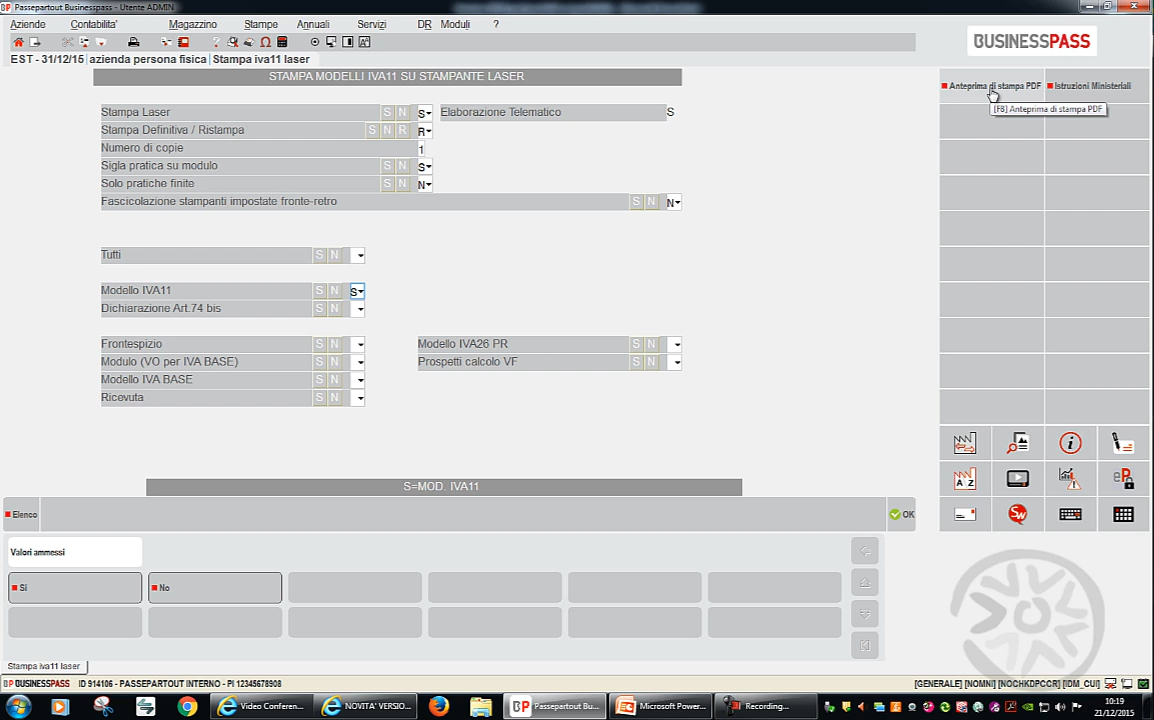 Passepartout Businesspass - Utente ADMIN
Aziende Contabilita' Magazzino Stampe Annuali Servizi DR Moduli ?
EST - 31/12/15 azienda persona fisica Stampa iva11 laser
BUSINESSPASS
STAMPA MODELLI IVA11 SU STAMPANTE LASER
Anteprima di stampa PDF Istruzioni Ministeriali
[F8] Anteprima di stampa PDF
Stampa Laser S N S Elaborazione Telematico S
Stampa Definitiva / Ristampa S N R R
Numero di copie 1
Sigla pratica su modulo S N S
Solo pratiche finite S N N
Fascicolazione stampanti impostate fronte-retro S N N
Tutti S N
Modello IVA11 S N S
Dichiarazione Art.74 bis S N
Frontespizio S N Modello IVA26 PR S N
Modulo (VO per IVA BASE) S N Prospetti calcolo VF S N
Modello IVA BASE S N
Ricevuta S N
S=MOD. IVA11
Elenco OK
Valori ammessi
Si No
Stampa iva11 laser
BUSINESSPASS ID 914106 - PASSEPARTOUT INTERNO - PI 12345678908 [GENERALE] [NOMNI] [NOCHKDPCCR] [IDM_CUI]
Video Conferen... NOVITA' VERSIO... Passepartout Bu... Microsoft Power... Recording... 10:19
21/12/2015